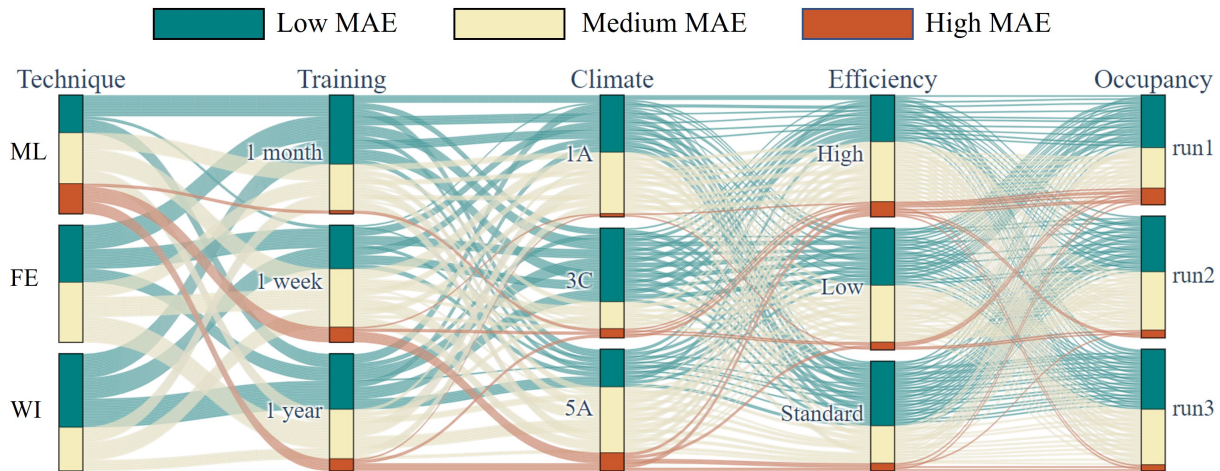 Low MAE Medium MAE High MAE
Technique Training Climate Efficiency Occupancy
ML 1 month 1A High run1
FE 1 week 3C Low run2
WI 1 year 5A Standard run3